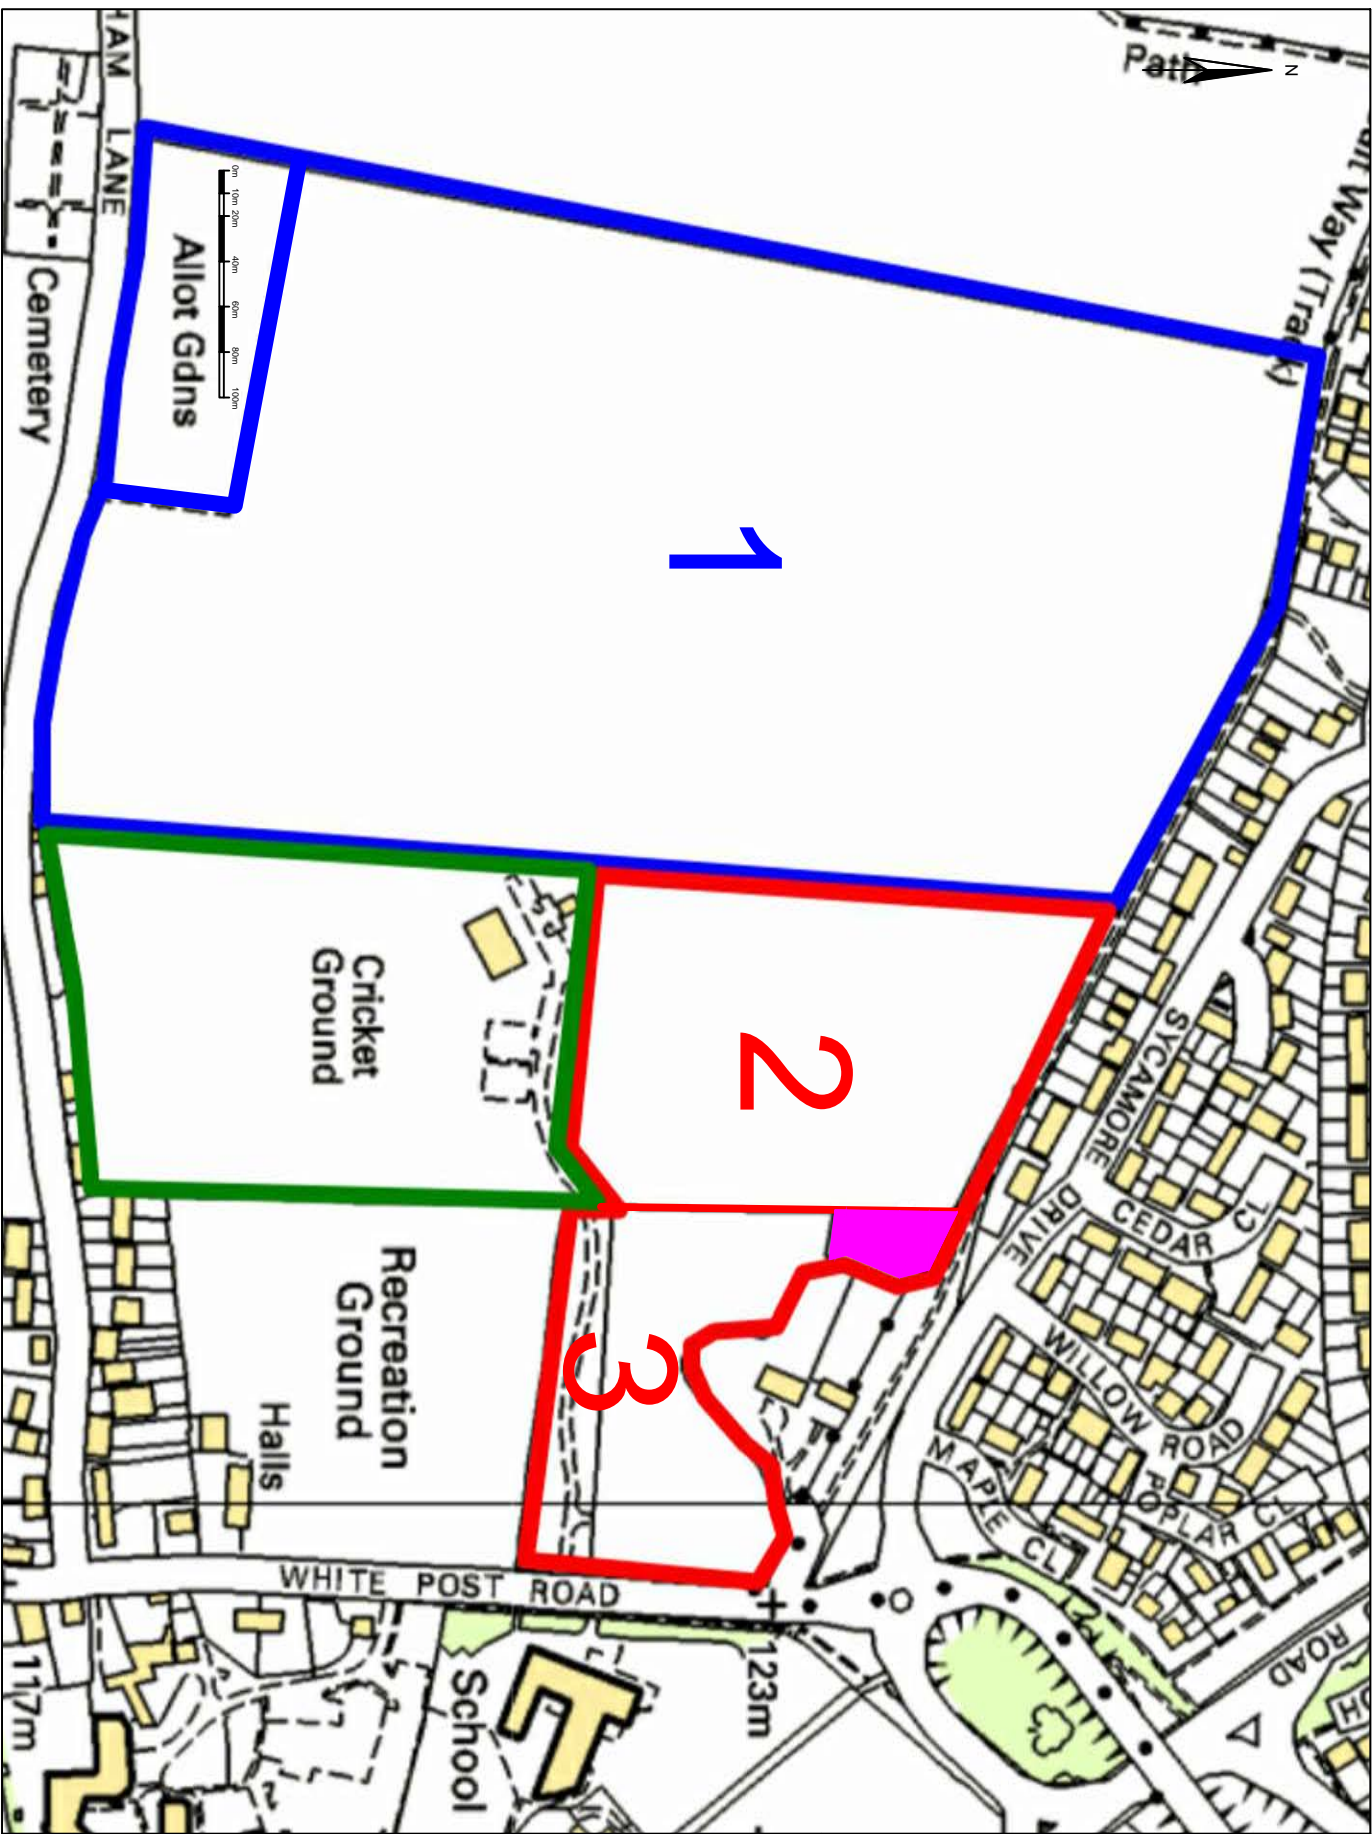 N
Path
Way (Track)
HAM LANE
0m 10m 20m 40m 60m 80m 100m
Allot Gdns
Cemetery
1
SYCAMORE DRIVE
CEDAR CL
2
Cricket
Ground
WILLOW ROAD
POPLAR CL
MAPLE CL
3
Recreation
Ground
Halls
WHITE POST ROAD
ROAD
H
123m
School
117m